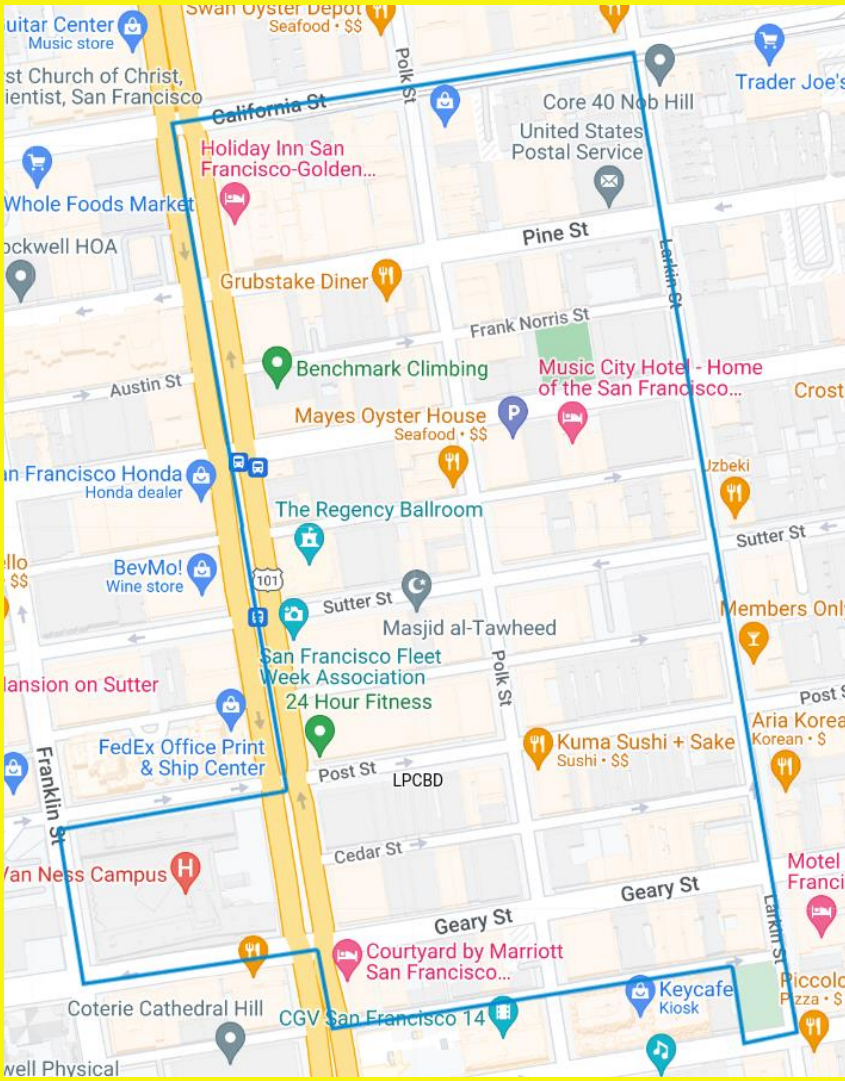 Swan Oyster Depot
Seafood • $$
uitar Center
Music store
rst Church of Christ,
ientist, San Francisco
Polk St
Trader Joe's
California St
Core 40 Nob Hill
United States
Postal Service
Holiday Inn San
Francisco-Golden...
Whole Foods Market
ockwell HOA
Pine St
Larkin St
Grubstake Diner
Frank Norris St
Benchmark Climbing
Music City Hotel - Home
of the San Francisco...
Austin St
Crost
Mayes Oyster House
Seafood • $$
P
an Francisco Honda
Honda dealer
Uzbeki
The Regency Ballroom
Sutter St
ello
$$
BevMo!
Wine store
101
Sutter St
Masjid al-Tawheed
Members Onl
San Francisco Fleet
Week Association
Polk St
Mansion on Sutter
24 Hour Fitness
Post S
FedEx Office Print
& Ship Center
Kuma Sushi + Sake
Sushi • $$
Aria Korea
Korean • $
Franklin St
Post St
LPCBD
Cedar St
Van Ness Campus
H
Motel
Franci
Geary St
Geary St
Larkin St
Courtyard by Marriott
San Francisco...
Keycafe
Kiosk
Piccolo
Pizza • $
Coterie Cathedral Hill
CGV San Francisco 14
well Physical